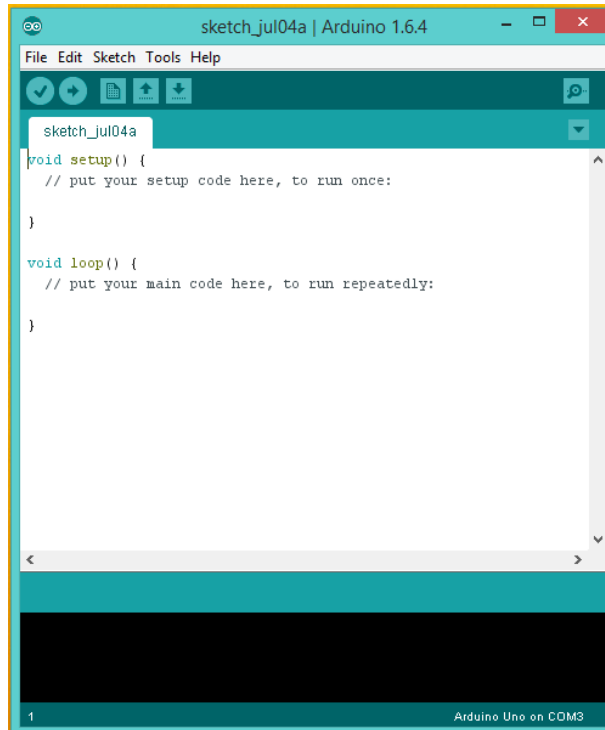 sketch_jul04a | Arduino 1.6.4
File Edit Sketch Tools Help
sketch_jul04a
void setup() {
  // put your setup code here, to run once:
}
void loop() {
  // put your main code here, to run repeatedly:
}
1
Arduino Uno on COM3